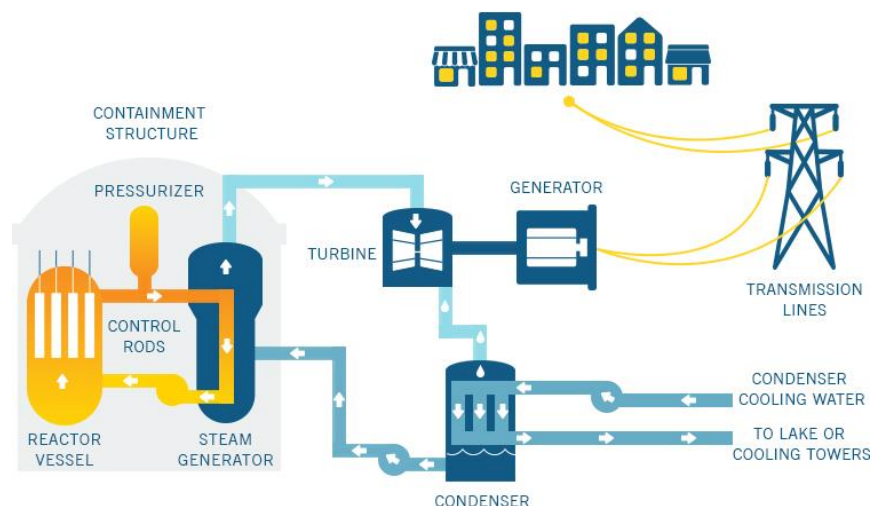 CONTAINMENT
STRUCTURE
PRESSURIZER
GENERATOR
TURBINE
TRANSMISSION
LINES
CONTROL
RODS
CONDENSER
COOLING WATER
REACTOR
VESSEL
STEAM
GENERATOR
TO LAKE OR
COOLING TOWERS
CONDENSER